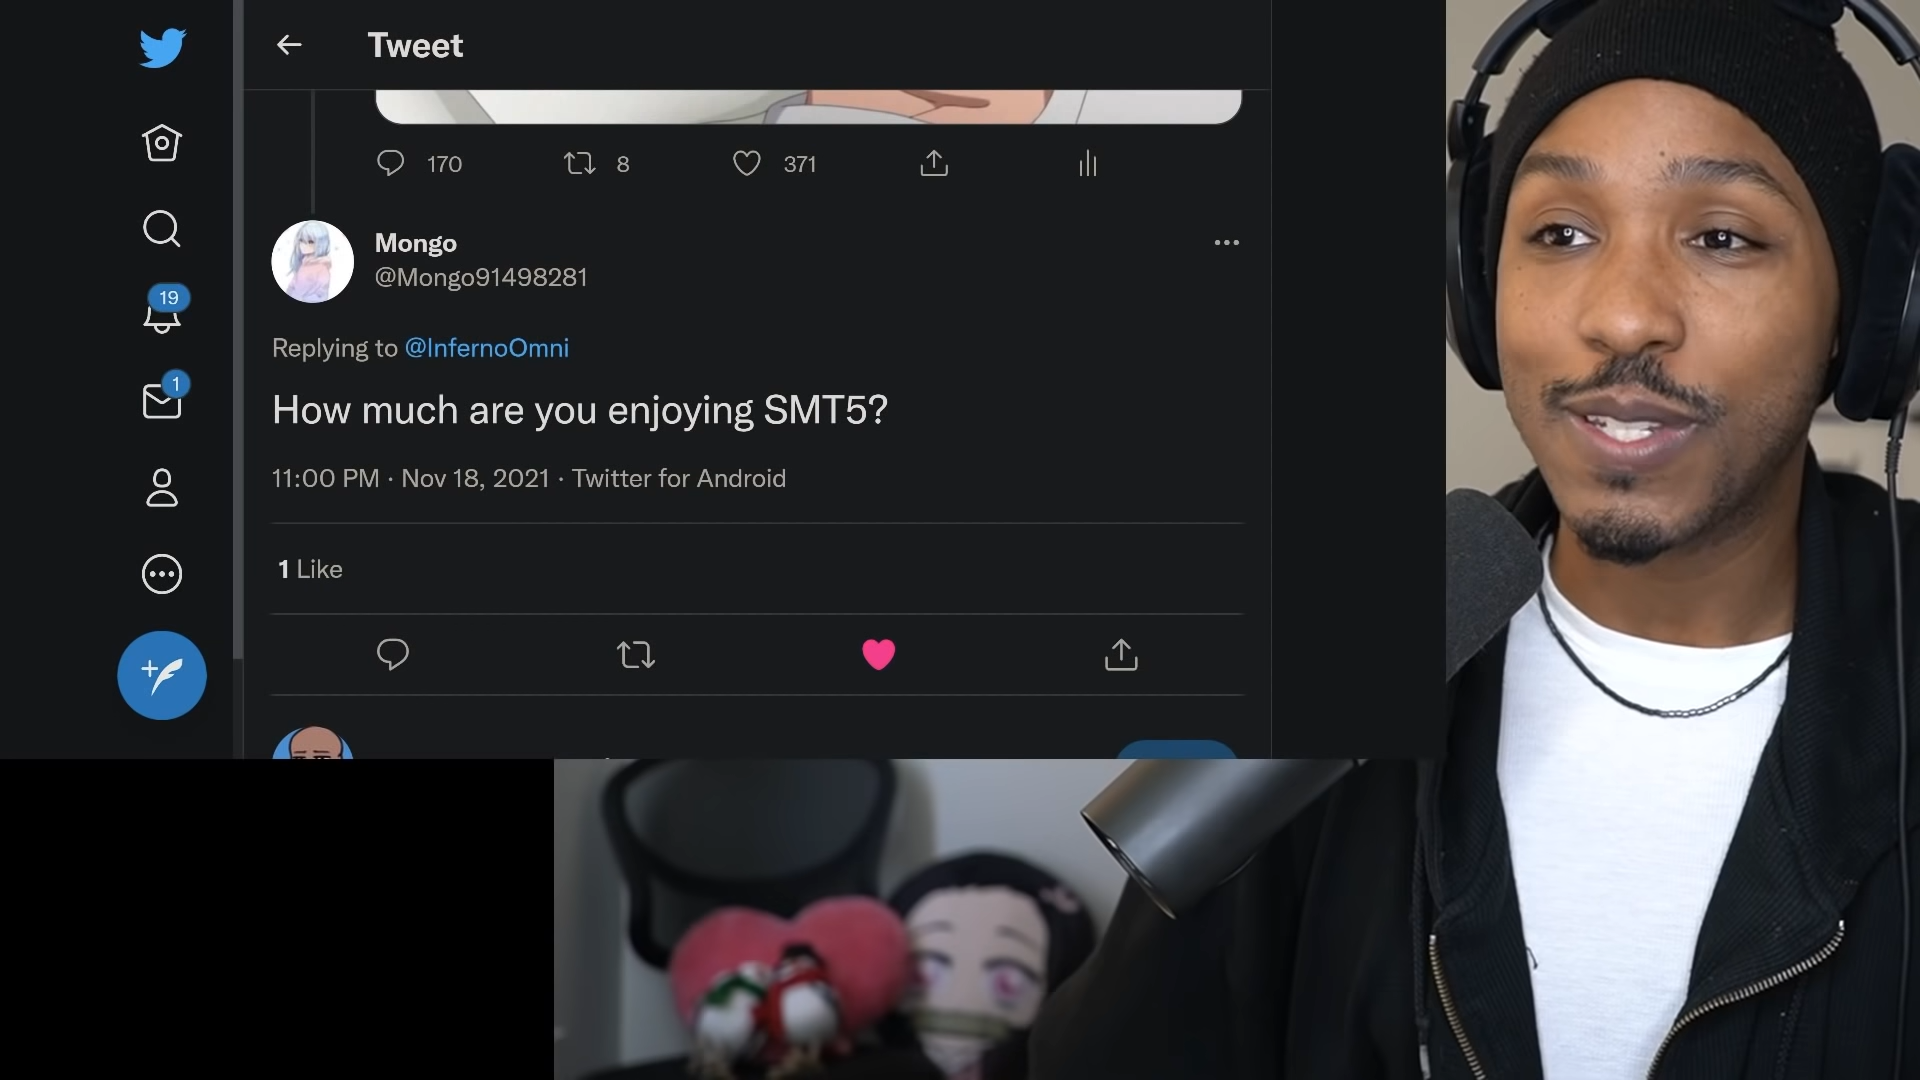 Tweet
170
8
371
Mongo
@Mongo91498281
19
Replying to @InfernoOmni
1
How much are you enjoying SMT5?
11:00 PM · Nov 18, 2021 · Twitter for Android
1 Like